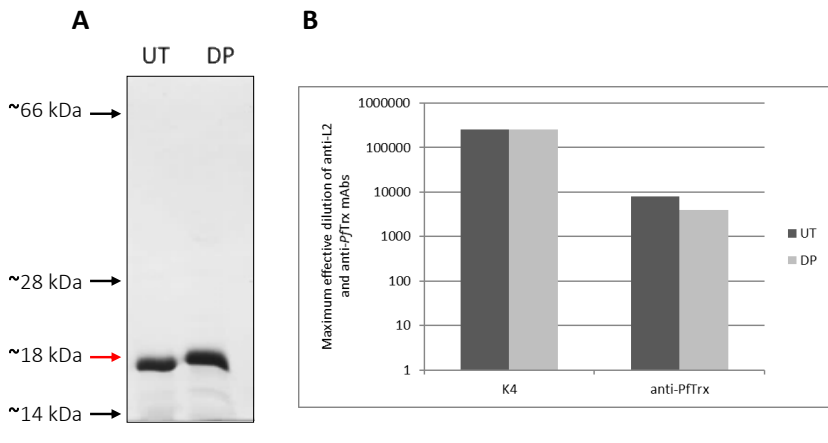 A
UT DP
~66 kDa
~28 kDa
~18 kDa
~14 kDa
B
Maximum effective dilution of anti-L2
and anti-PfTrx mAbs
1000000
100000
10000
1000
100
10
1
K4 anti-PfTrx
UT
DP